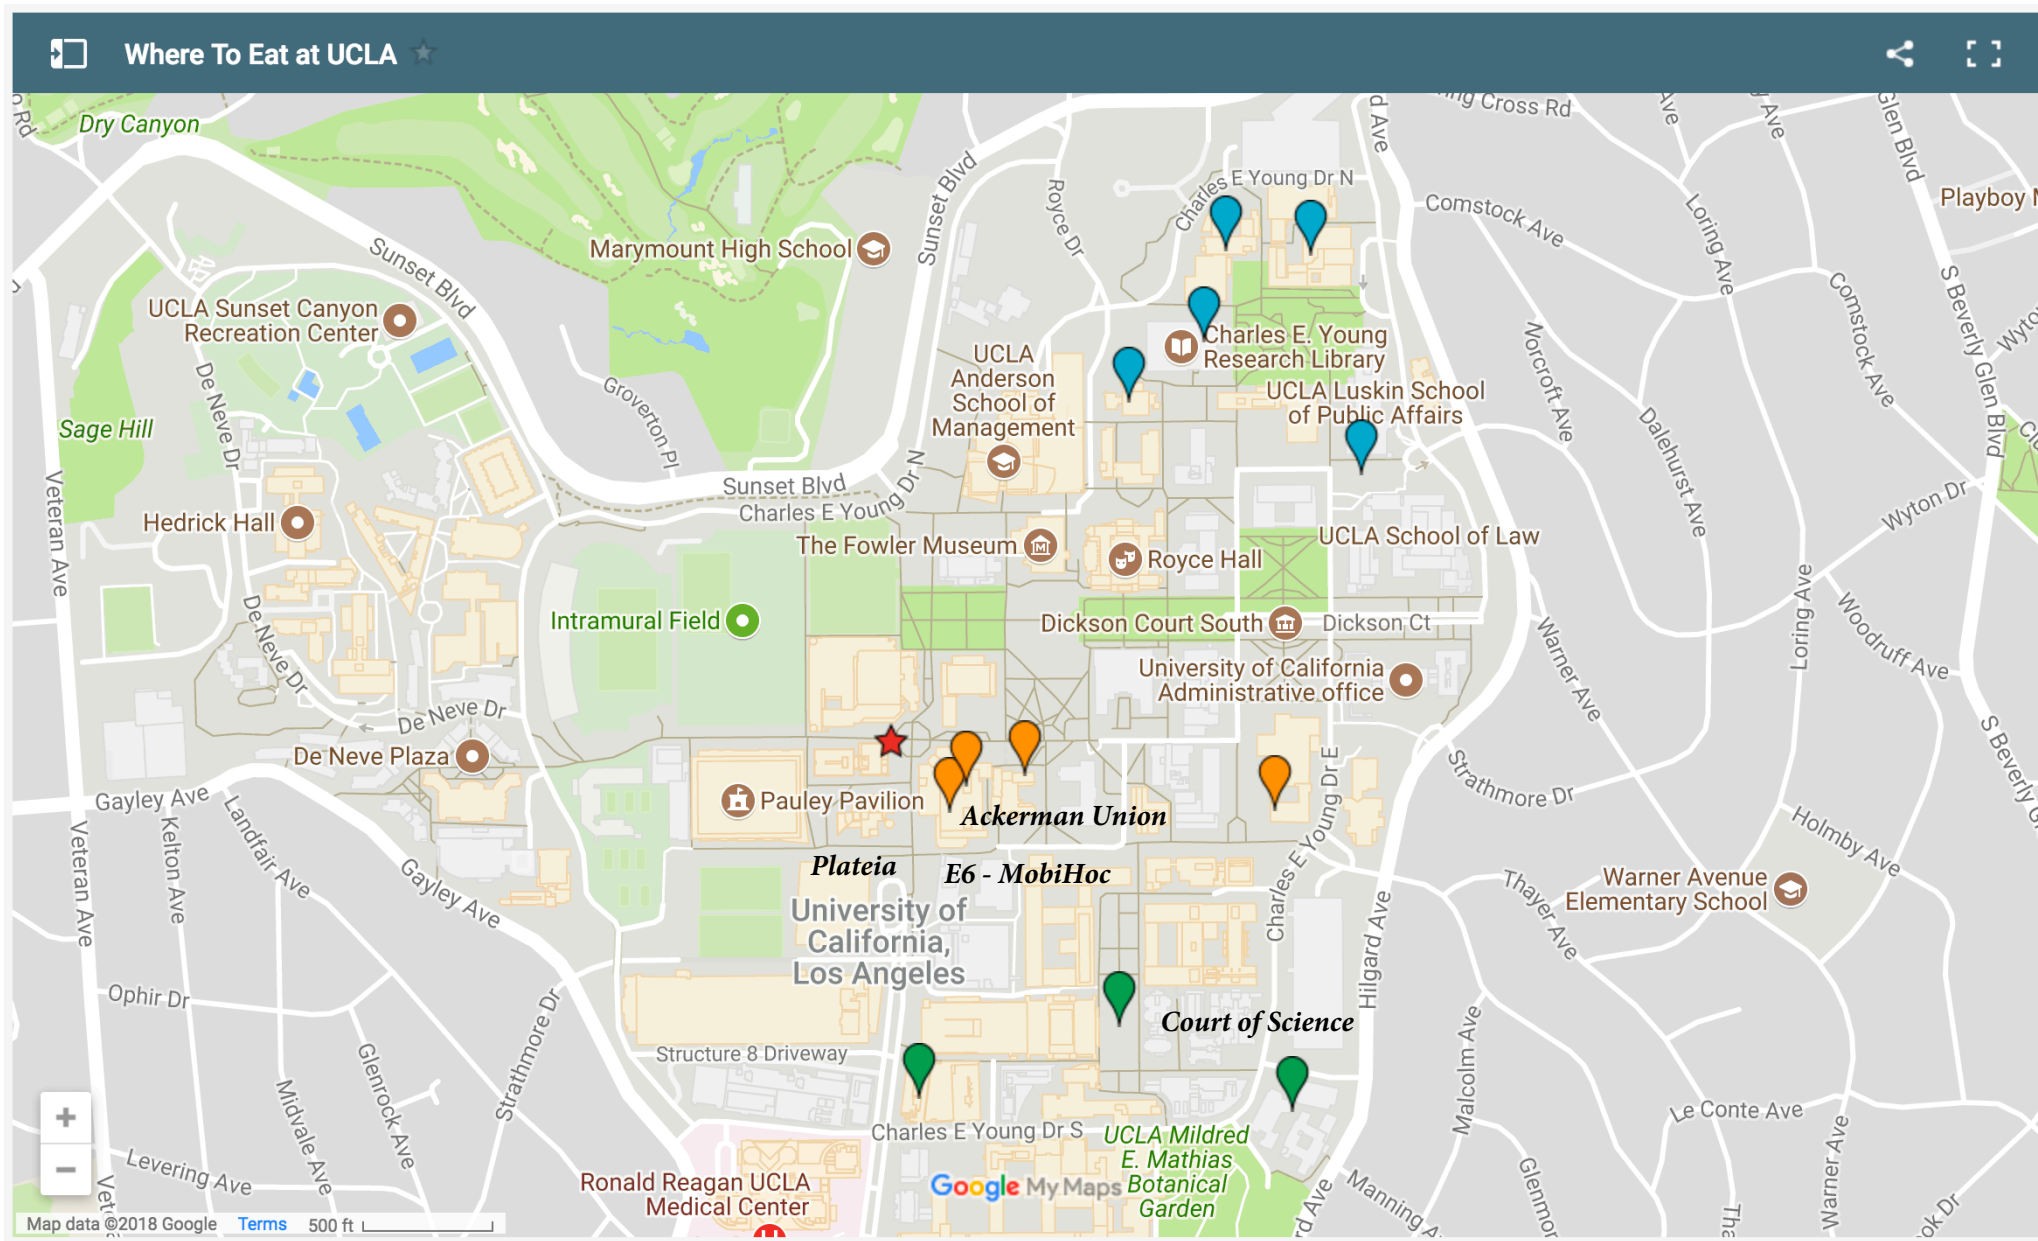 Where To Eat at UCLA
Dry Canyon
Sunset Blvd
Royce Dr
Charles E Young Dr N
Comstock Ave
Loring Ave
Glen Blvd
S Beverly Glen Blvd
Marymount High School
UCLA Sunset Canyon
Recreation Center
Sunset Blvd
De Neve Dr
Sage Hill
Groverton Pl
UCLA
Anderson
School of
Management
Charles E. Young
Research Library
UCLA Luskin School
of Public Affairs
Norcroft Ave
Dalehurst Ave
Comstock Ave
Wyton Dr
Veteran Ave
Sunset Blvd
Charles E Young Dr N
Hedrick Hall
The Fowler Museum
Royce Hall
UCLA School of Law
De Neve Dr
Intramural Field
Dickson Court South
Dickson Ct
University of California
Administrative office
Warner Ave
Loring Ave
Woodruff Ave
De Neve Dr
De Neve Plaza
Pauley Pavilion
Ackerman Union
Charles E Young Dr E
Strathmore Dr
Holmby Ave
Gayley Ave
Kelton Ave
Landfair Ave
Gayley Ave
Veteran Ave
Plateia
E6 - MobiHoc
University of
California,
Los Angeles
Hilgard Ave
Thayer Ave
Warner Avenue
Elementary School
Ophir Dr
Court of Science
Strathmore Dr
Structure 8 Driveway
Glenrock Ave
Midvale Ave
Malcolm Ave
Le Conte Ave
Warner Ave
Charles E Young Dr S
UCLA Mildred
E. Mathias
Botanical
Garden
Levering Ave
Ronald Reagan UCLA
Medical Center
Google My Maps
Manning
+
−
Map data ©2018 Google
Terms
500 ft